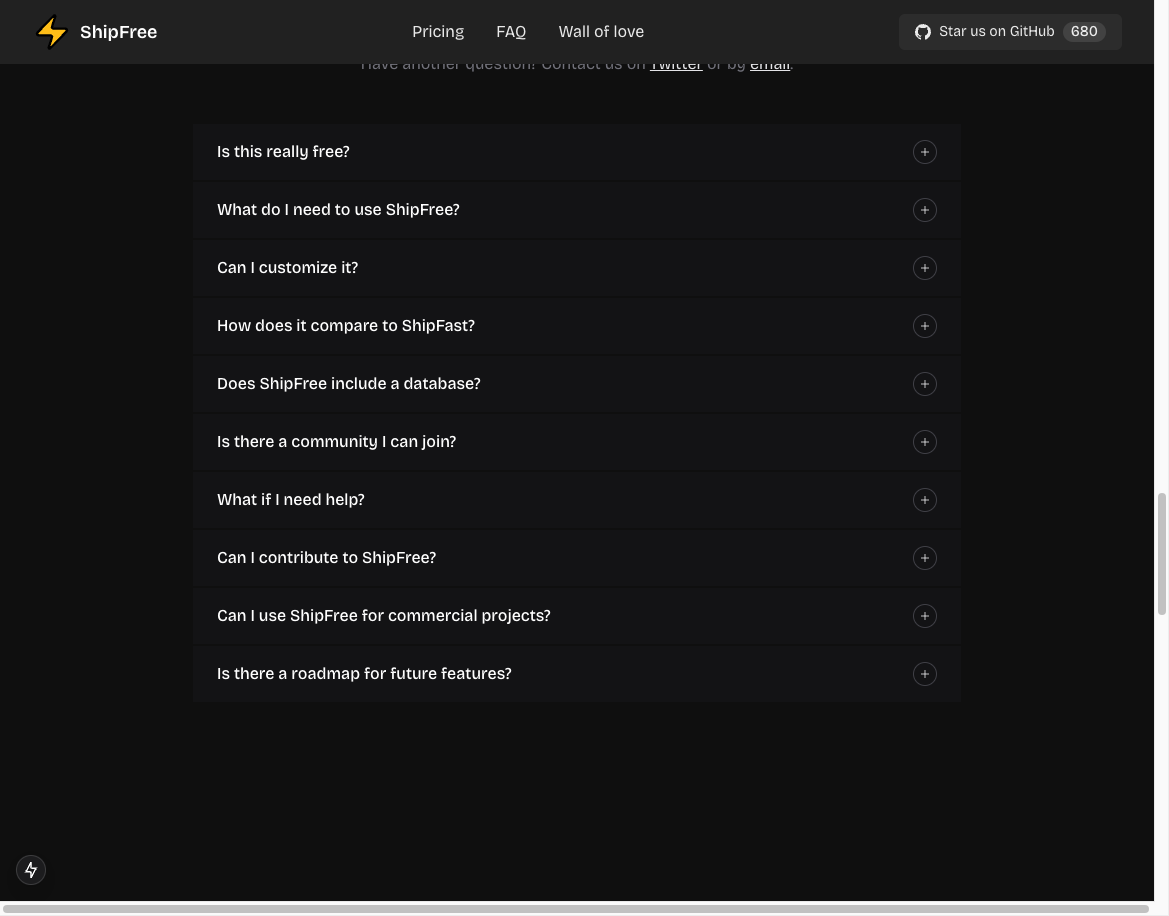 ShipFree
Pricing
FAQ
Wall of love
Star us on GitHub 680
Have another question? Contact us on Twitter or by email.
Is this really free?
What do I need to use ShipFree?
Can I customize it?
How does it compare to ShipFast?
Does ShipFree include a database?
Is there a community I can join?
What if I need help?
Can I contribute to ShipFree?
Can I use ShipFree for commercial projects?
Is there a roadmap for future features?